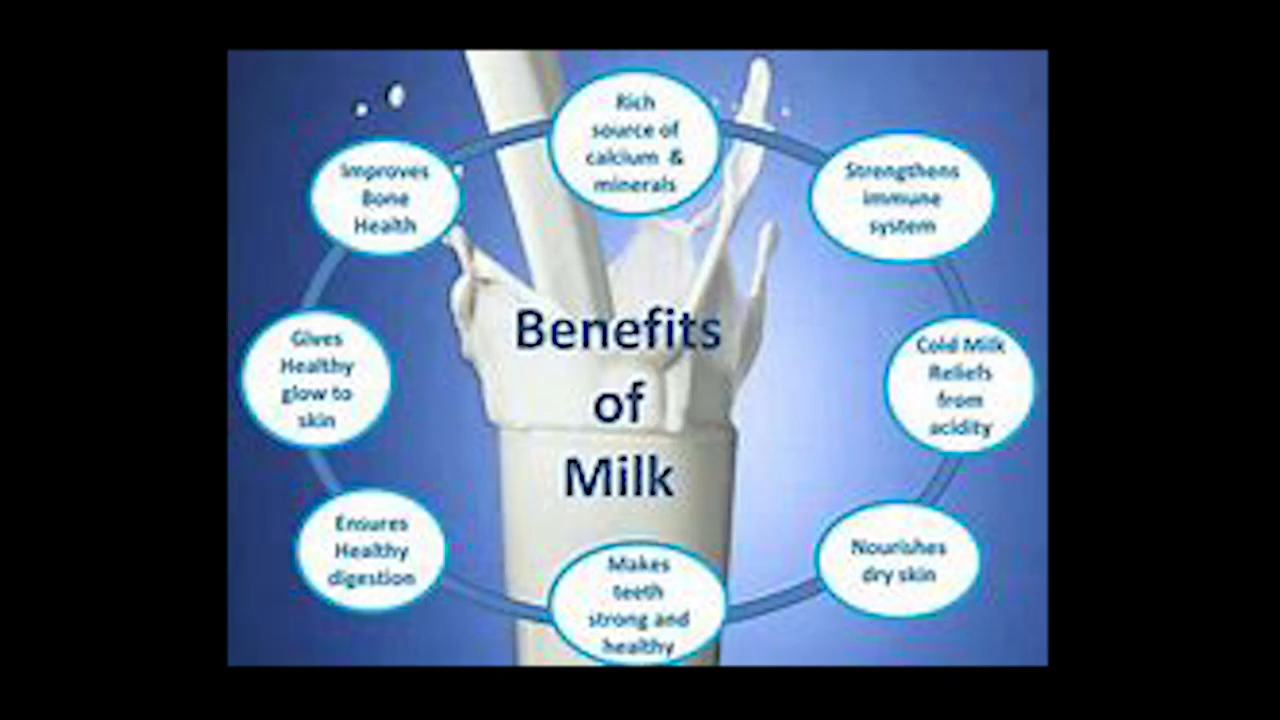 Benefits
of
Milk
Rich
source of
calcium &
minerals
Strengthens
immune
system
Cold Milk
Reliefs
from
acidity
Nourishes
dry skin
Makes
teeth
strong and
healthy
Ensures
Healthy
digestion
Gives
Healthy
glow to
skin
Improves
Bone
Health